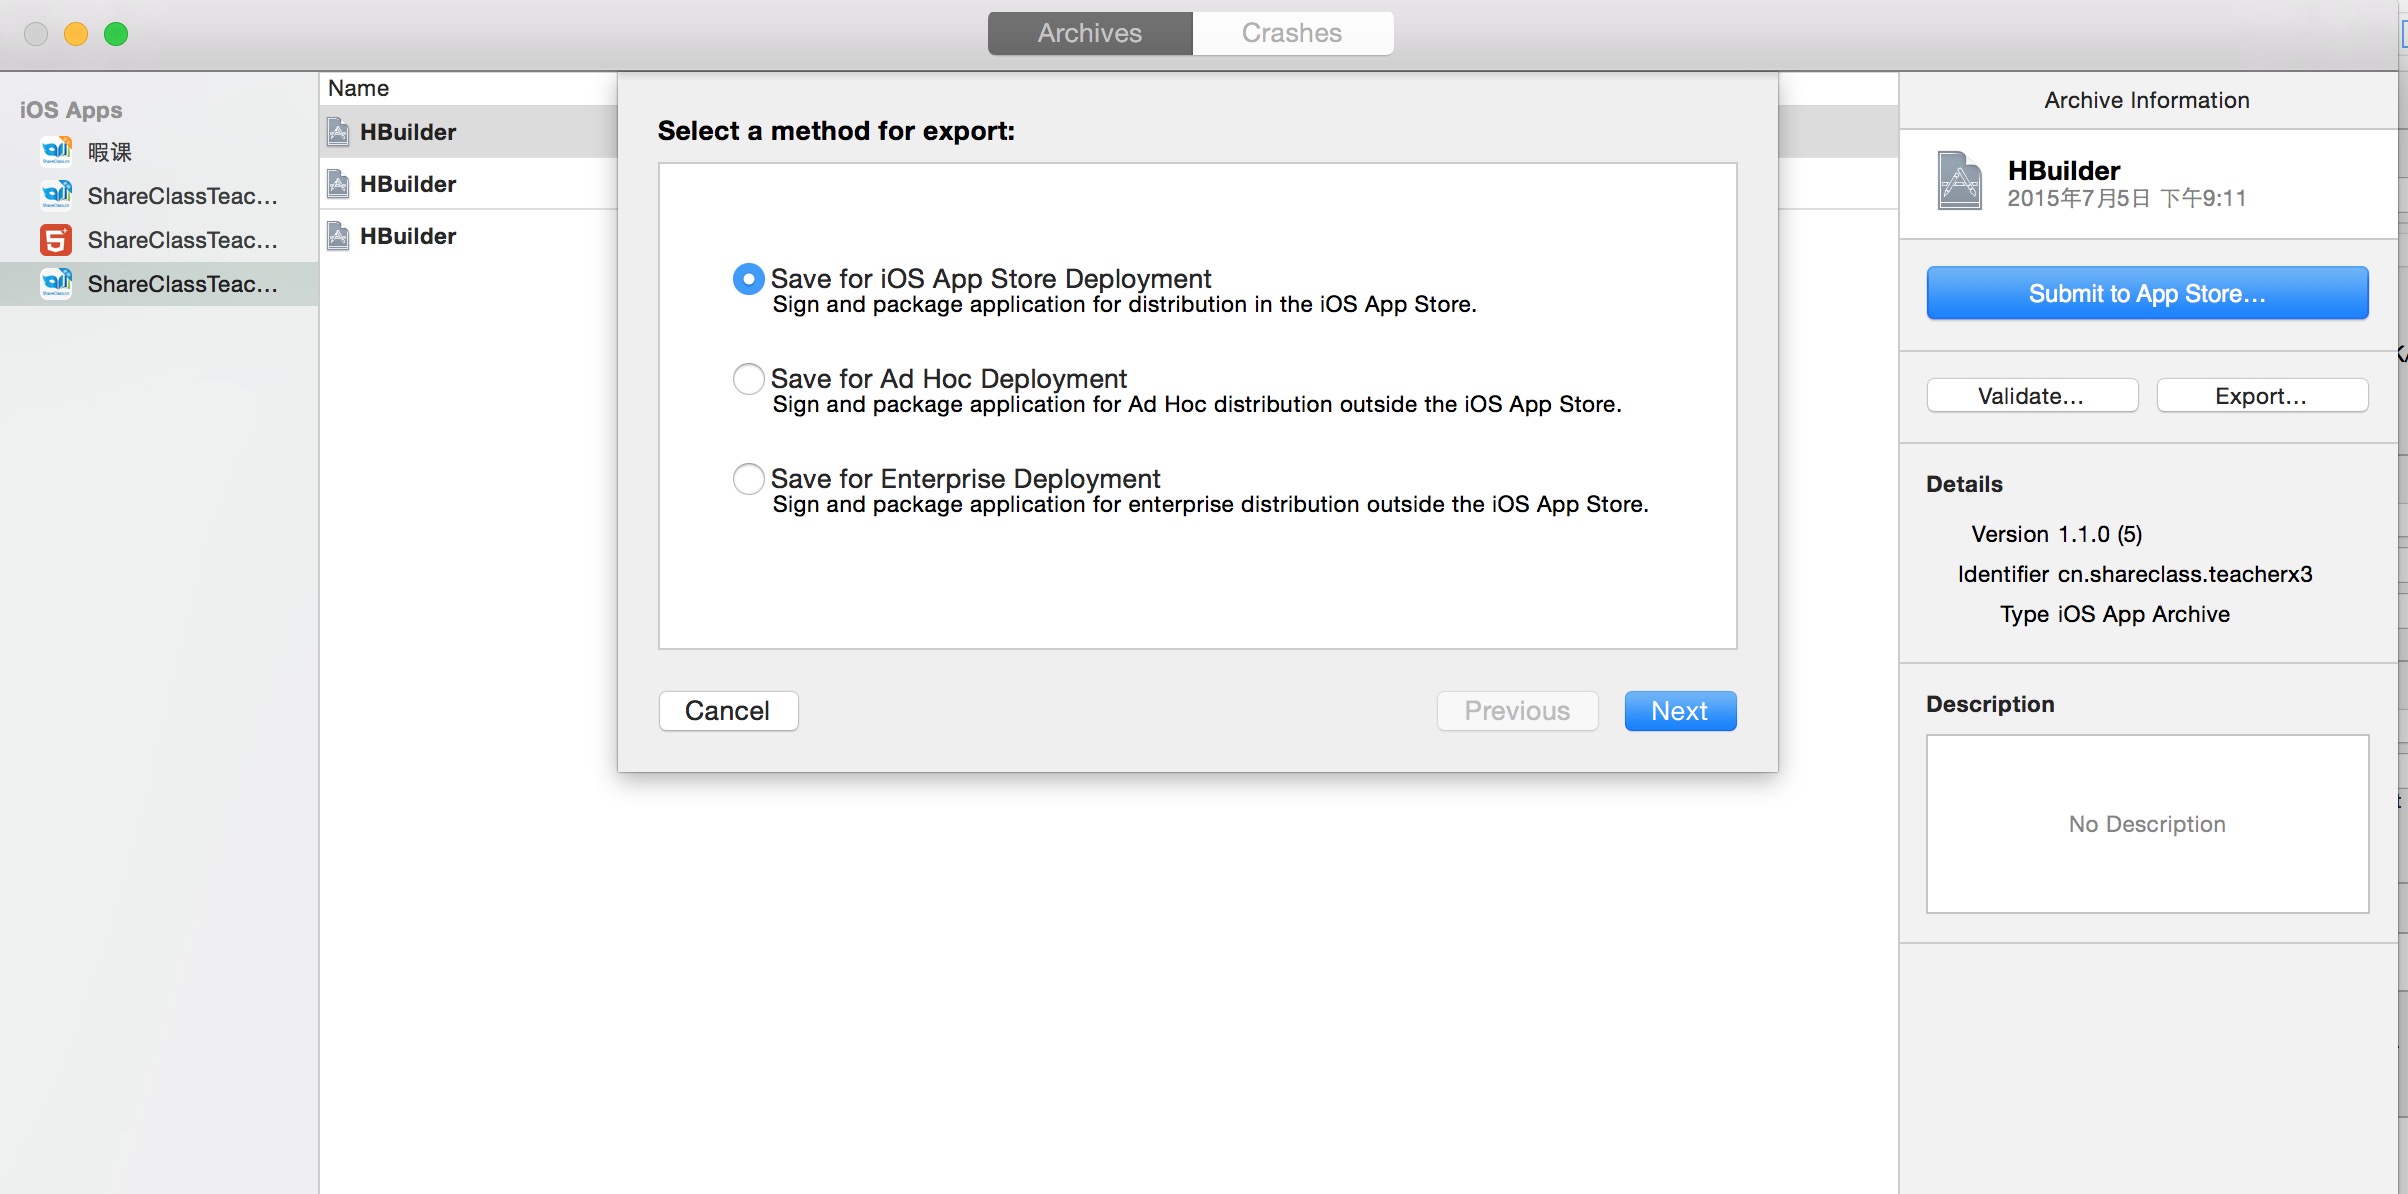 Archives
Crashes
iOS Apps
暇课
ShareClassTeac...
ShareClassTeac...
ShareClassTeac...
Name
HBuilder
HBuilder
HBuilder
Select a method for export:
Save for iOS App Store Deployment
Sign and package application for distribution in the iOS App Store.
Save for Ad Hoc Deployment
Sign and package application for Ad Hoc distribution outside the iOS App Store.
Save for Enterprise Deployment
Sign and package application for enterprise distribution outside the iOS App Store.
Cancel
Previous
Next
Archive Information
HBuilder
2015年7月5日 下午9:11
Submit to App Store...
Validate...
Export...
Details
Version 1.1.0 (5)
Identifier cn.shareclass.teacherx3
Type iOS App Archive
Description
No Description